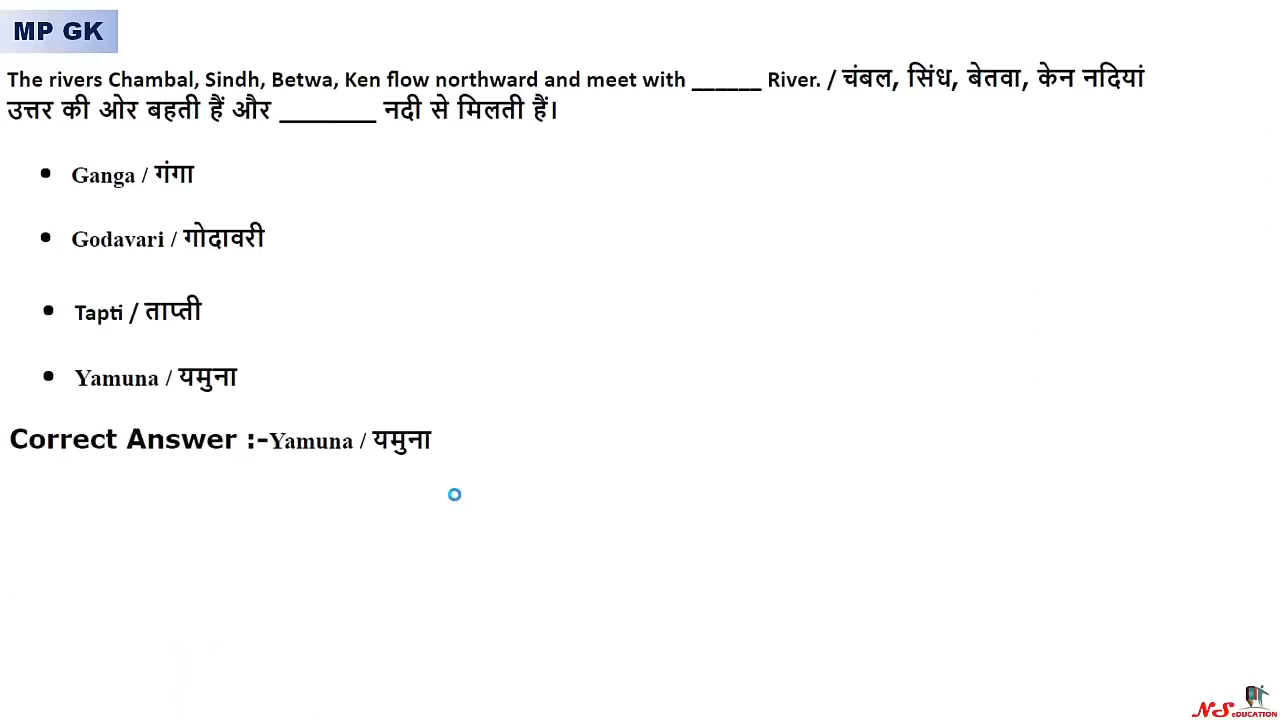 MP GK
The rivers Chambal, Sindh, Betwa, Ken flow northward and meet with ______ River. / चंबल, सिंध, बेतवा, केन नदियां
उत्तर की ओर बहती हैं और ________ नदी से मिलती हैं।
• Ganga / गंगा
• Godavari / गोदावरी
• Tapti / ताप्ती
• Yamuna / यमुना
Correct Answer :-Yamuna / यमुना
NS eDUCATION